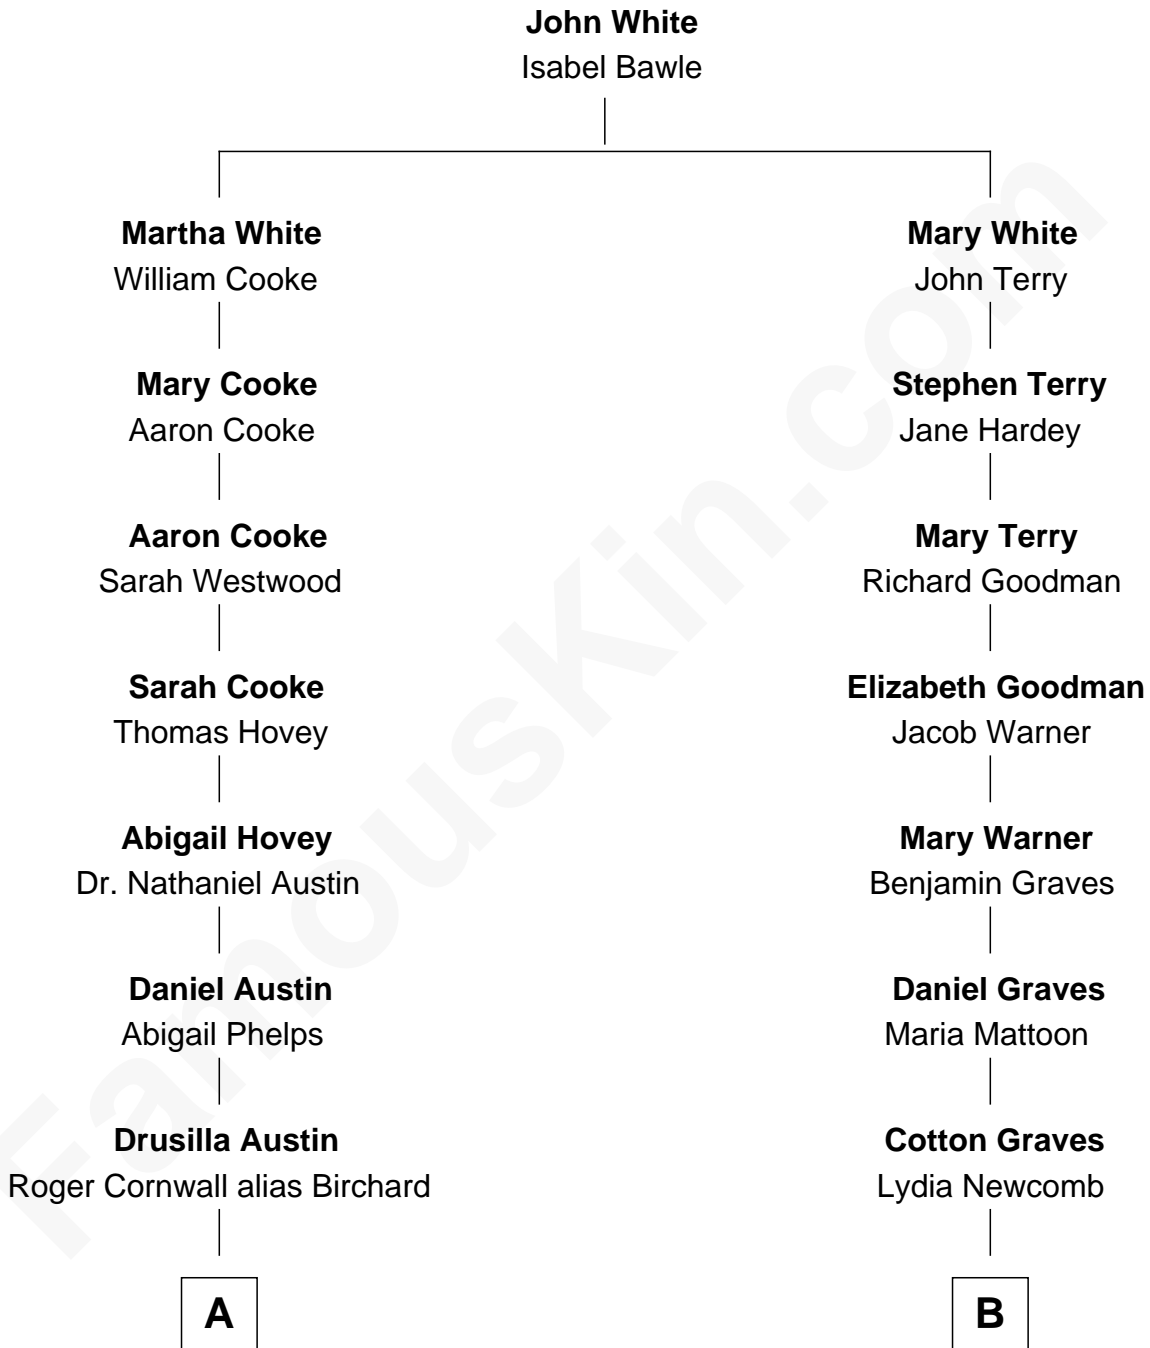 John White
Isabel Bawle
Martha White
William Cooke
Mary White
John Terry
Mary Cooke
Aaron Cooke
Stephen Terry
Jane Hardey
Aaron Cooke
Sarah Westwood
Mary Terry
Richard Goodman
Sarah Cooke
Thomas Hovey
Elizabeth Goodman
Jacob Warner
Abigail Hovey
Dr. Nathaniel Austin
Mary Warner
Benjamin Graves
Daniel Austin
Abigail Phelps
Daniel Graves
Maria Mattoon
Drusilla Austin
Roger Cornwall alias Birchard
Cotton Graves
Lydia Newcomb
A
B
FamousKin.com